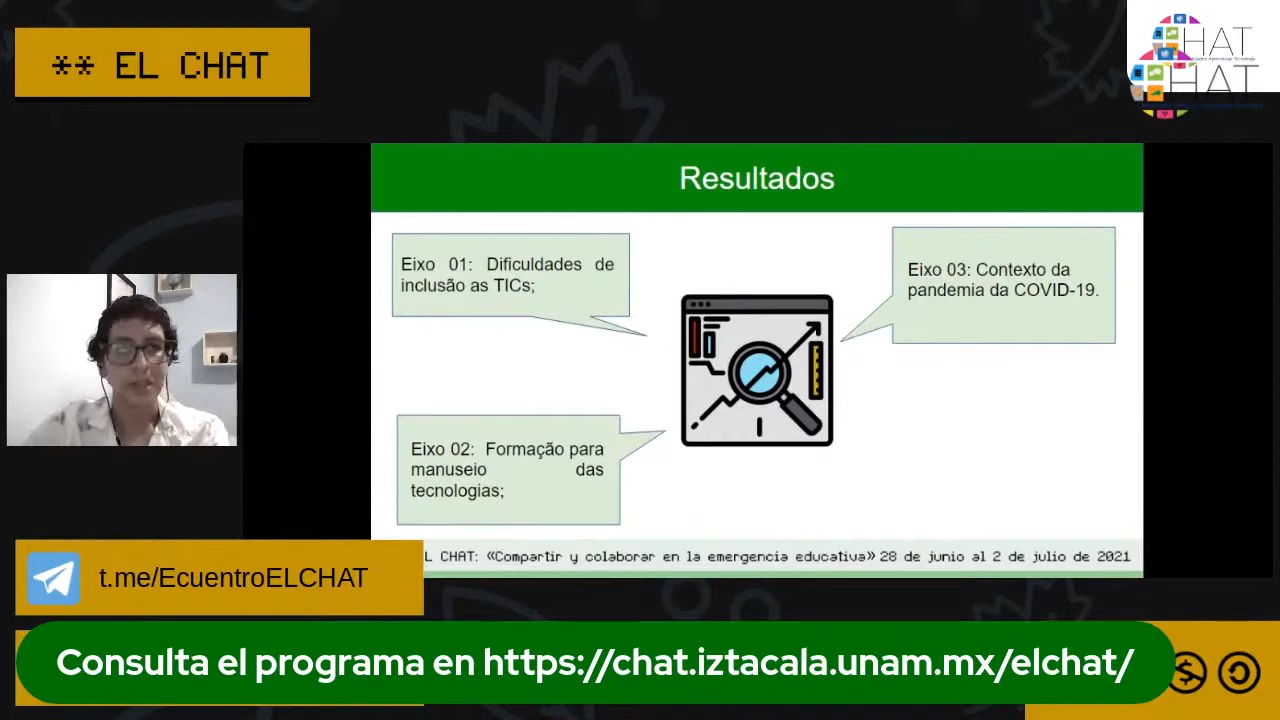 ** EL CHAT
HAT
HAT
Resultados
Eixo 01: Dificuldades de
inclusão as TICs;
Eixo 03: Contexto da
pandemia da COVID-19.
Eixo 02: Formação para
manuseio das
tecnologias;
L CHAT: «Compartir y colaborar en la emergencia educativa» 28 de junio al 2 de julio de 2021
t.me/EcuentroELCHAT
Consulta el programa en https://chat.iztacala.unam.mx/elchat/